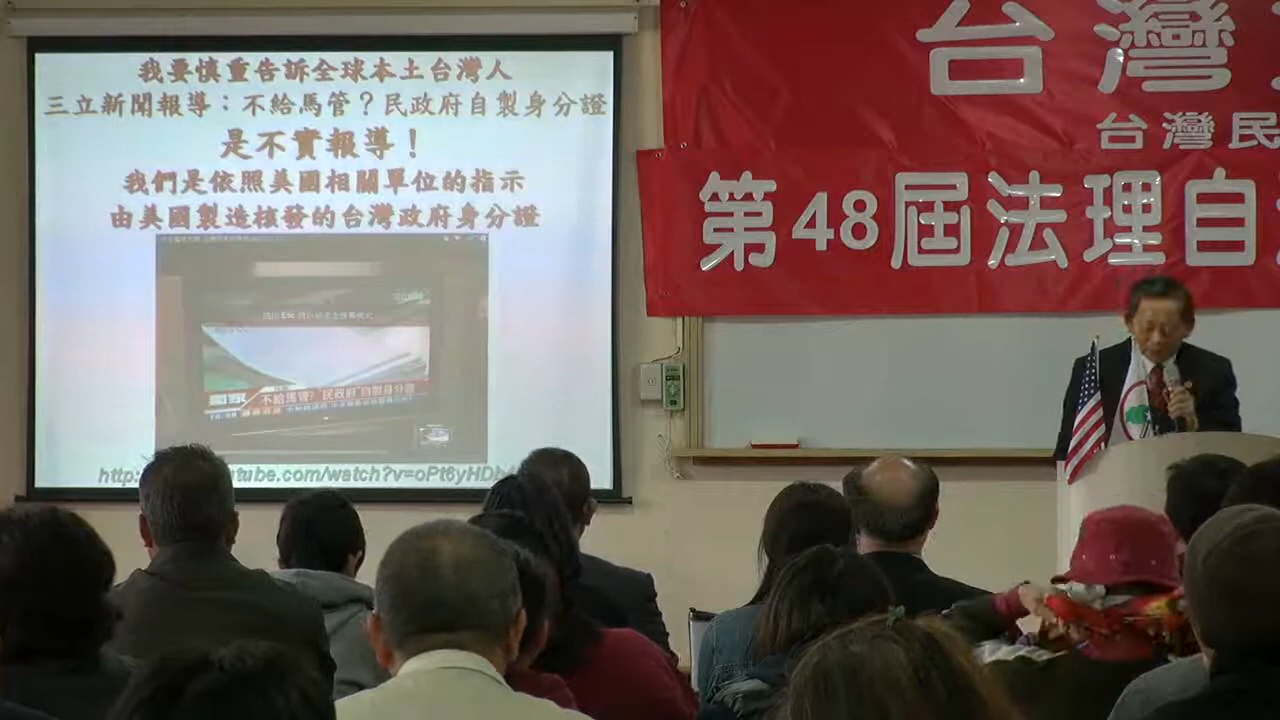 我要慎重告訴全球本土台灣人
三立新聞報導：不給馬管？民政府自製身分證
是不實報導！
我們是依照美國相關單位的指示
由美國製造核發的台灣政府身分證
不給馬管？ 民政府"自製身分證
tube.com/watch?v=oPt6yHD
台灣
台灣民
第48屆法理自